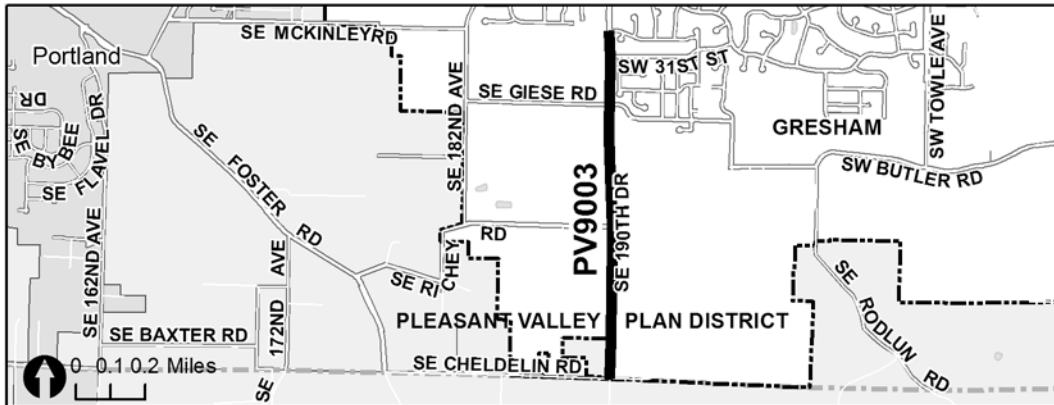 SE MCKINLEY RD
Portland
SW 31ST ST
SW TOWLE AVE
SE GIESE RD
SE BYBEE DR
SE FLAVEL DR
SE FOSTER RD
SE 182ND AVE
GRESHAM
SW BUTLER RD
SE 162ND AVE
PV9003
SE 190TH DR
SE RICHEY RD
SE 172ND AVE
SE RODLUN RD
PLEASANT VALLEY PLAN DISTRICT
SE BAXTER RD
SE CHELDELIN RD
0 0.1 0.2 Miles